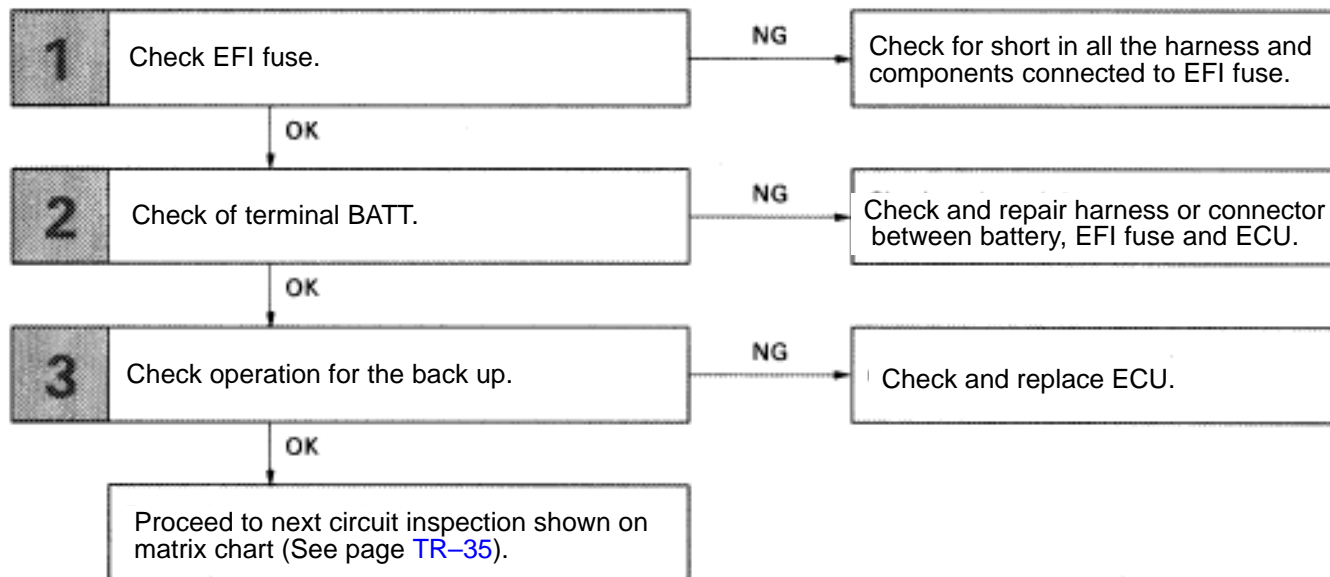 1
Check EFI fuse.
NG
Check for short in all the harness and
components connected to EFI fuse.
OK
2
Check of terminal BATT.
NG
Check and repair harness or connector
between battery, EFI fuse and ECU.
OK
3
Check operation for the back up.
NG
Check and replace ECU.
OK
Proceed to next circuit inspection shown on
matrix chart (See page TR–35).